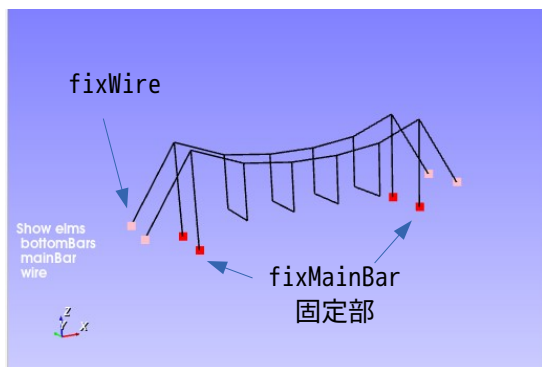 fixWire
Show elms
bottomBars
mainBar
wire
fixMainBar
固定部
Z
Y
X